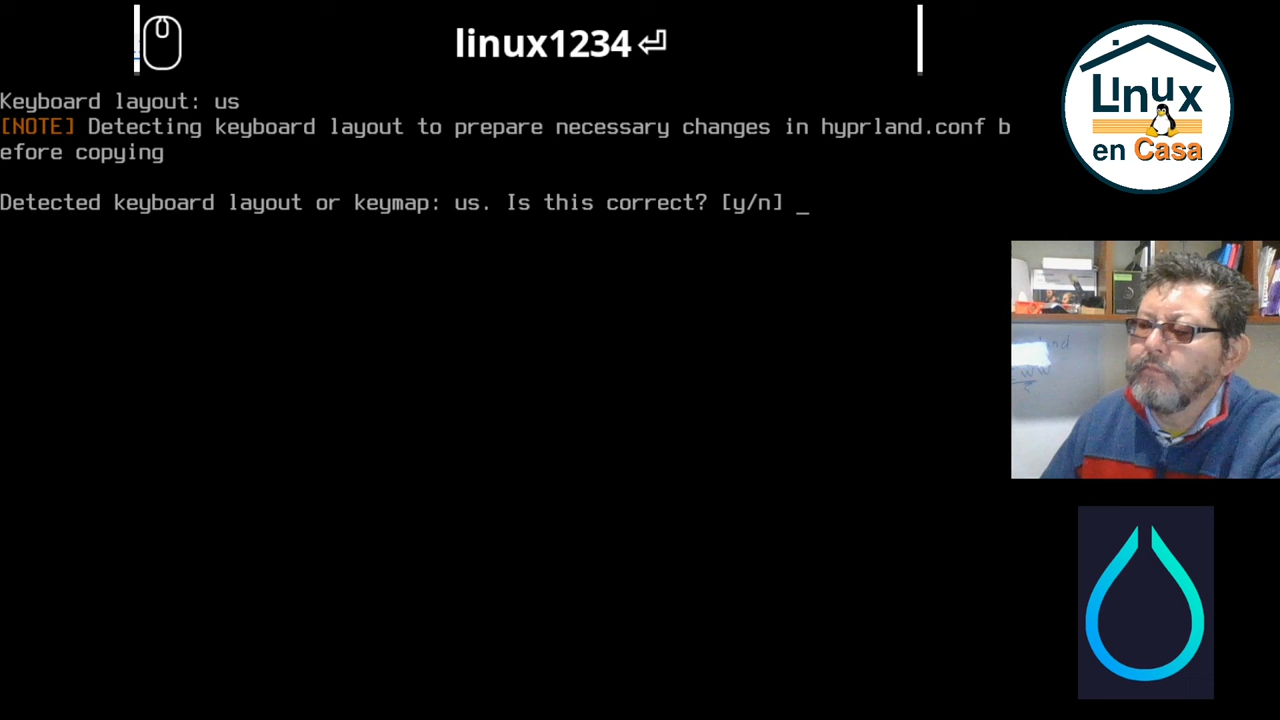 linux1234⏎
Keyboard layout: us
[NOTE] Detecting keyboard layout to prepare necessary changes in hyprland.conf b
efore copying
Detected keyboard layout or keymap: us. Is this correct? [y/n] _
Linux
en Casa